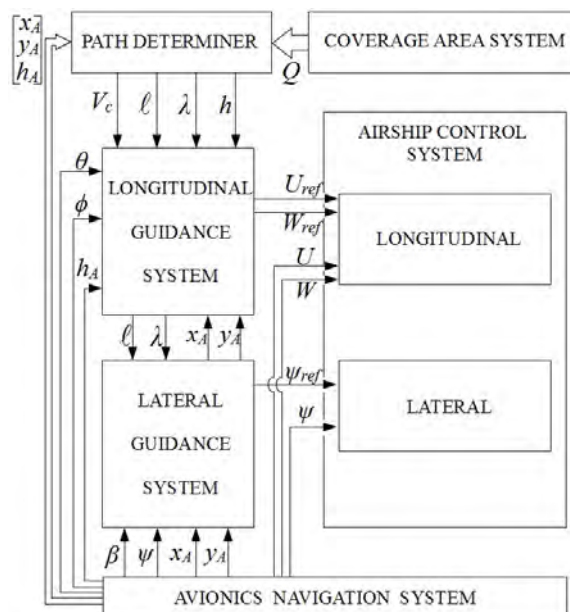 x_A
y_A
h_A
PATH DETERMINER
COVERAGE AREA SYSTEM
Q
V_c ℓ λ h
AIRSHIP CONTROL
SYSTEM
θ
ϕ
h_A
LONGITUDINAL
GUIDANCE
SYSTEM
U_ref
W_ref
U
W
LONGITUDINAL
ℓ λ x_A y_A
LATERAL
GUIDANCE
SYSTEM
ψ_ref
ψ
LATERAL
β ψ x_A y_A
AVIONICS NAVIGATION SYSTEM